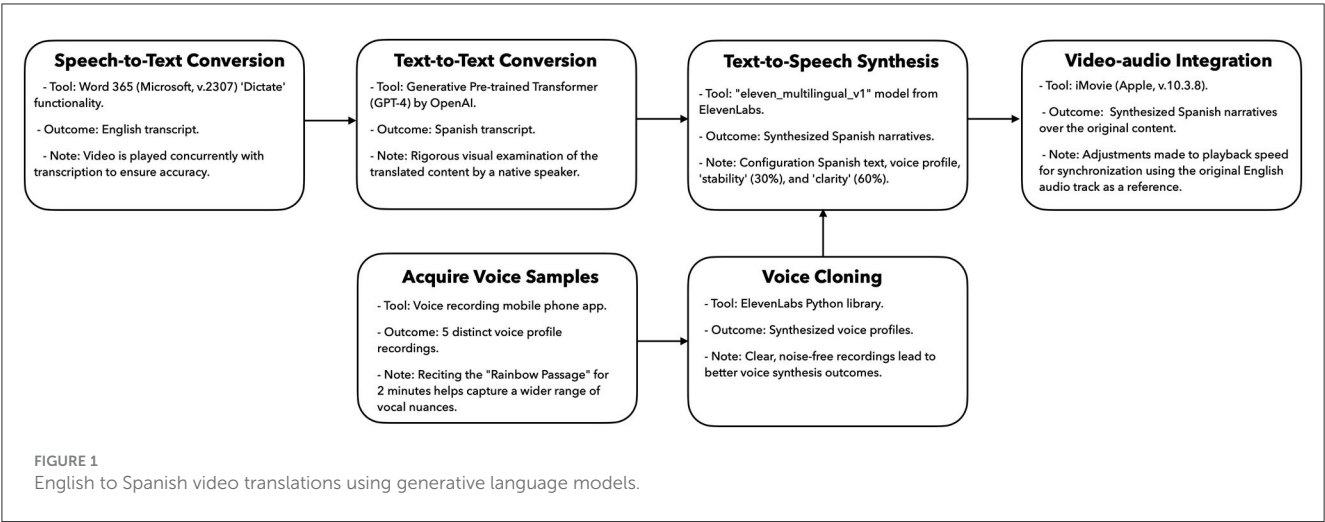 Speech-to-Text Conversion
- Tool: Word 365 (Microsoft, v.2307) 'Dictate'
functionality.
- Outcome: English transcript.
- Note: Video is played concurrently with
transcription to ensure accuracy.
Text-to-Text Conversion
- Tool: Generative Pre-trained Transformer
(GPT-4) by OpenAI.
- Outcome: Spanish transcript.
- Note: Rigorous visual examination of the
translated content by a native speaker.
Text-to-Speech Synthesis
- Tool: "eleven_multilingual_v1" model from
ElevenLabs.
- Outcome: Synthesized Spanish narratives.
- Note: Configuration Spanish text, voice profile,
'stability' (30%), and 'clarity' (60%).
Video-audio Integration
- Tool: iMovie (Apple, v.10.3.8).
- Outcome: Synthesized Spanish narratives
over the original content.
- Note: Adjustments made to playback speed
for synchronization using the original English
audio track as a reference.
Acquire Voice Samples
- Tool: Voice recording mobile phone app.
- Outcome: 5 distinct voice profile
recordings.
- Note: Reciting the "Rainbow Passage" for
2 minutes helps capture a wider range of
vocal nuances.
Voice Cloning
- Tool: ElevenLabs Python library.
- Outcome: Synthesized voice profiles.
- Note: Clear, noise-free recordings lead to
better voice synthesis outcomes.
FIGURE 1
English to Spanish video translations using generative language models.